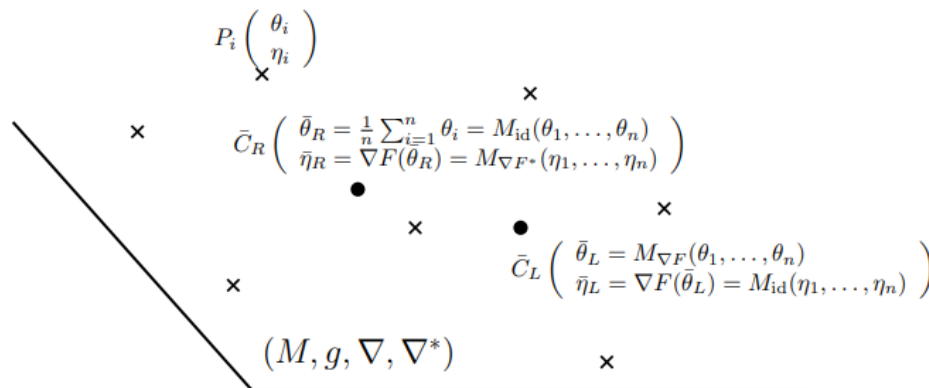 P_i ( θ_i
η_i )
C̄_R ( θ̄_R = 1/n ∑_{i=1}^{n} θ_i = M_id(θ_1, . . . , θ_n)
η̄_R = ∇F(θ̄_R) = M_{∇F*}(η_1, . . . , η_n) )
C̄_L ( θ̄_L = M_{∇F}(θ_1, . . . , θ_n)
η̄_L = ∇F(θ̄_L) = M_id(η_1, . . . , η_n) )
(M, g, ∇, ∇*)